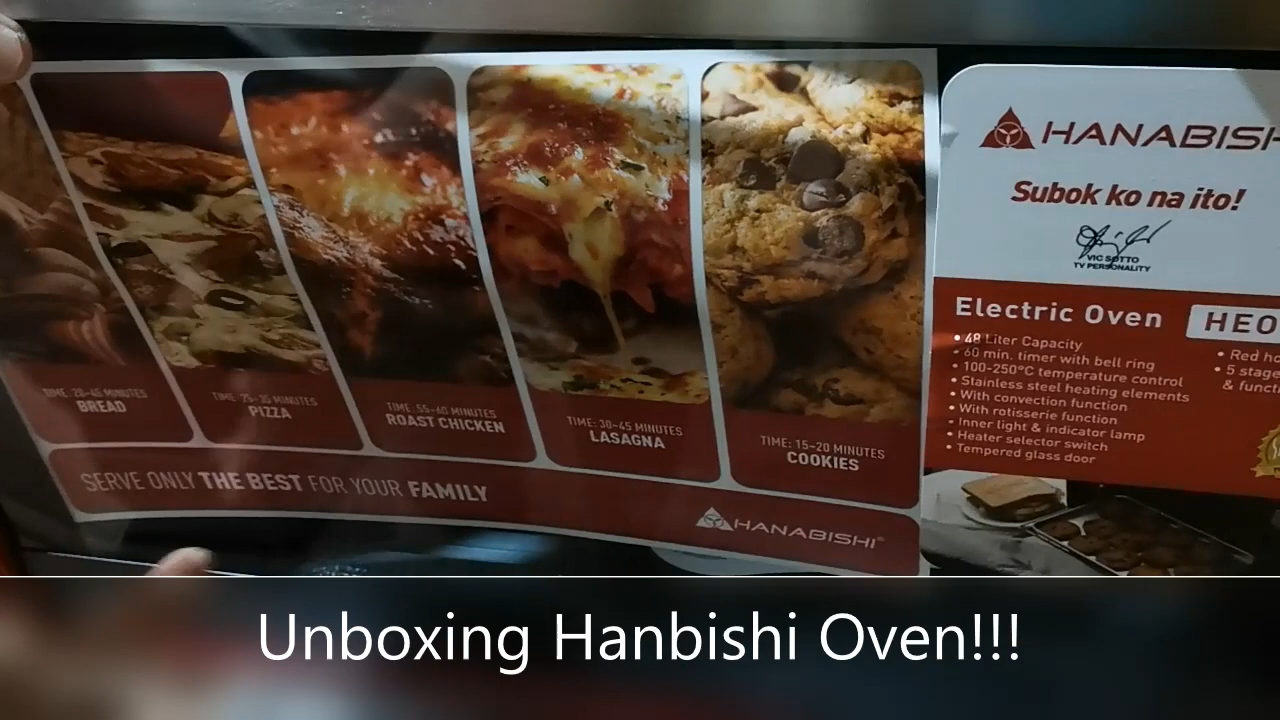 TIME: 20-45 MINUTES
BREAD
TIME: 25-35 MINUTES
PIZZA
TIME: 55-60 MINUTES
ROAST CHICKEN
TIME: 30-45 MINUTES
LASAGNA
TIME: 15-20 MINUTES
COOKIES
SERVE ONLY THE BEST FOR YOUR FAMILY
HANABISHI®
HANABISH
Subok ko na ito!
VIC SOTTO
TV PERSONALITY
Electric Oven
HEO
• 48 Liter Capacity
• 60 min. timer with bell ring
• 100-250°C temperature control
• Stainless steel heating elements
• With convection function
• With rotisserie function
• Inner light & indicator lamp
• Heater selector switch
• Tempered glass door
• Red ho
• 5 stage
& funct
Unboxing Hanbishi Oven!!!